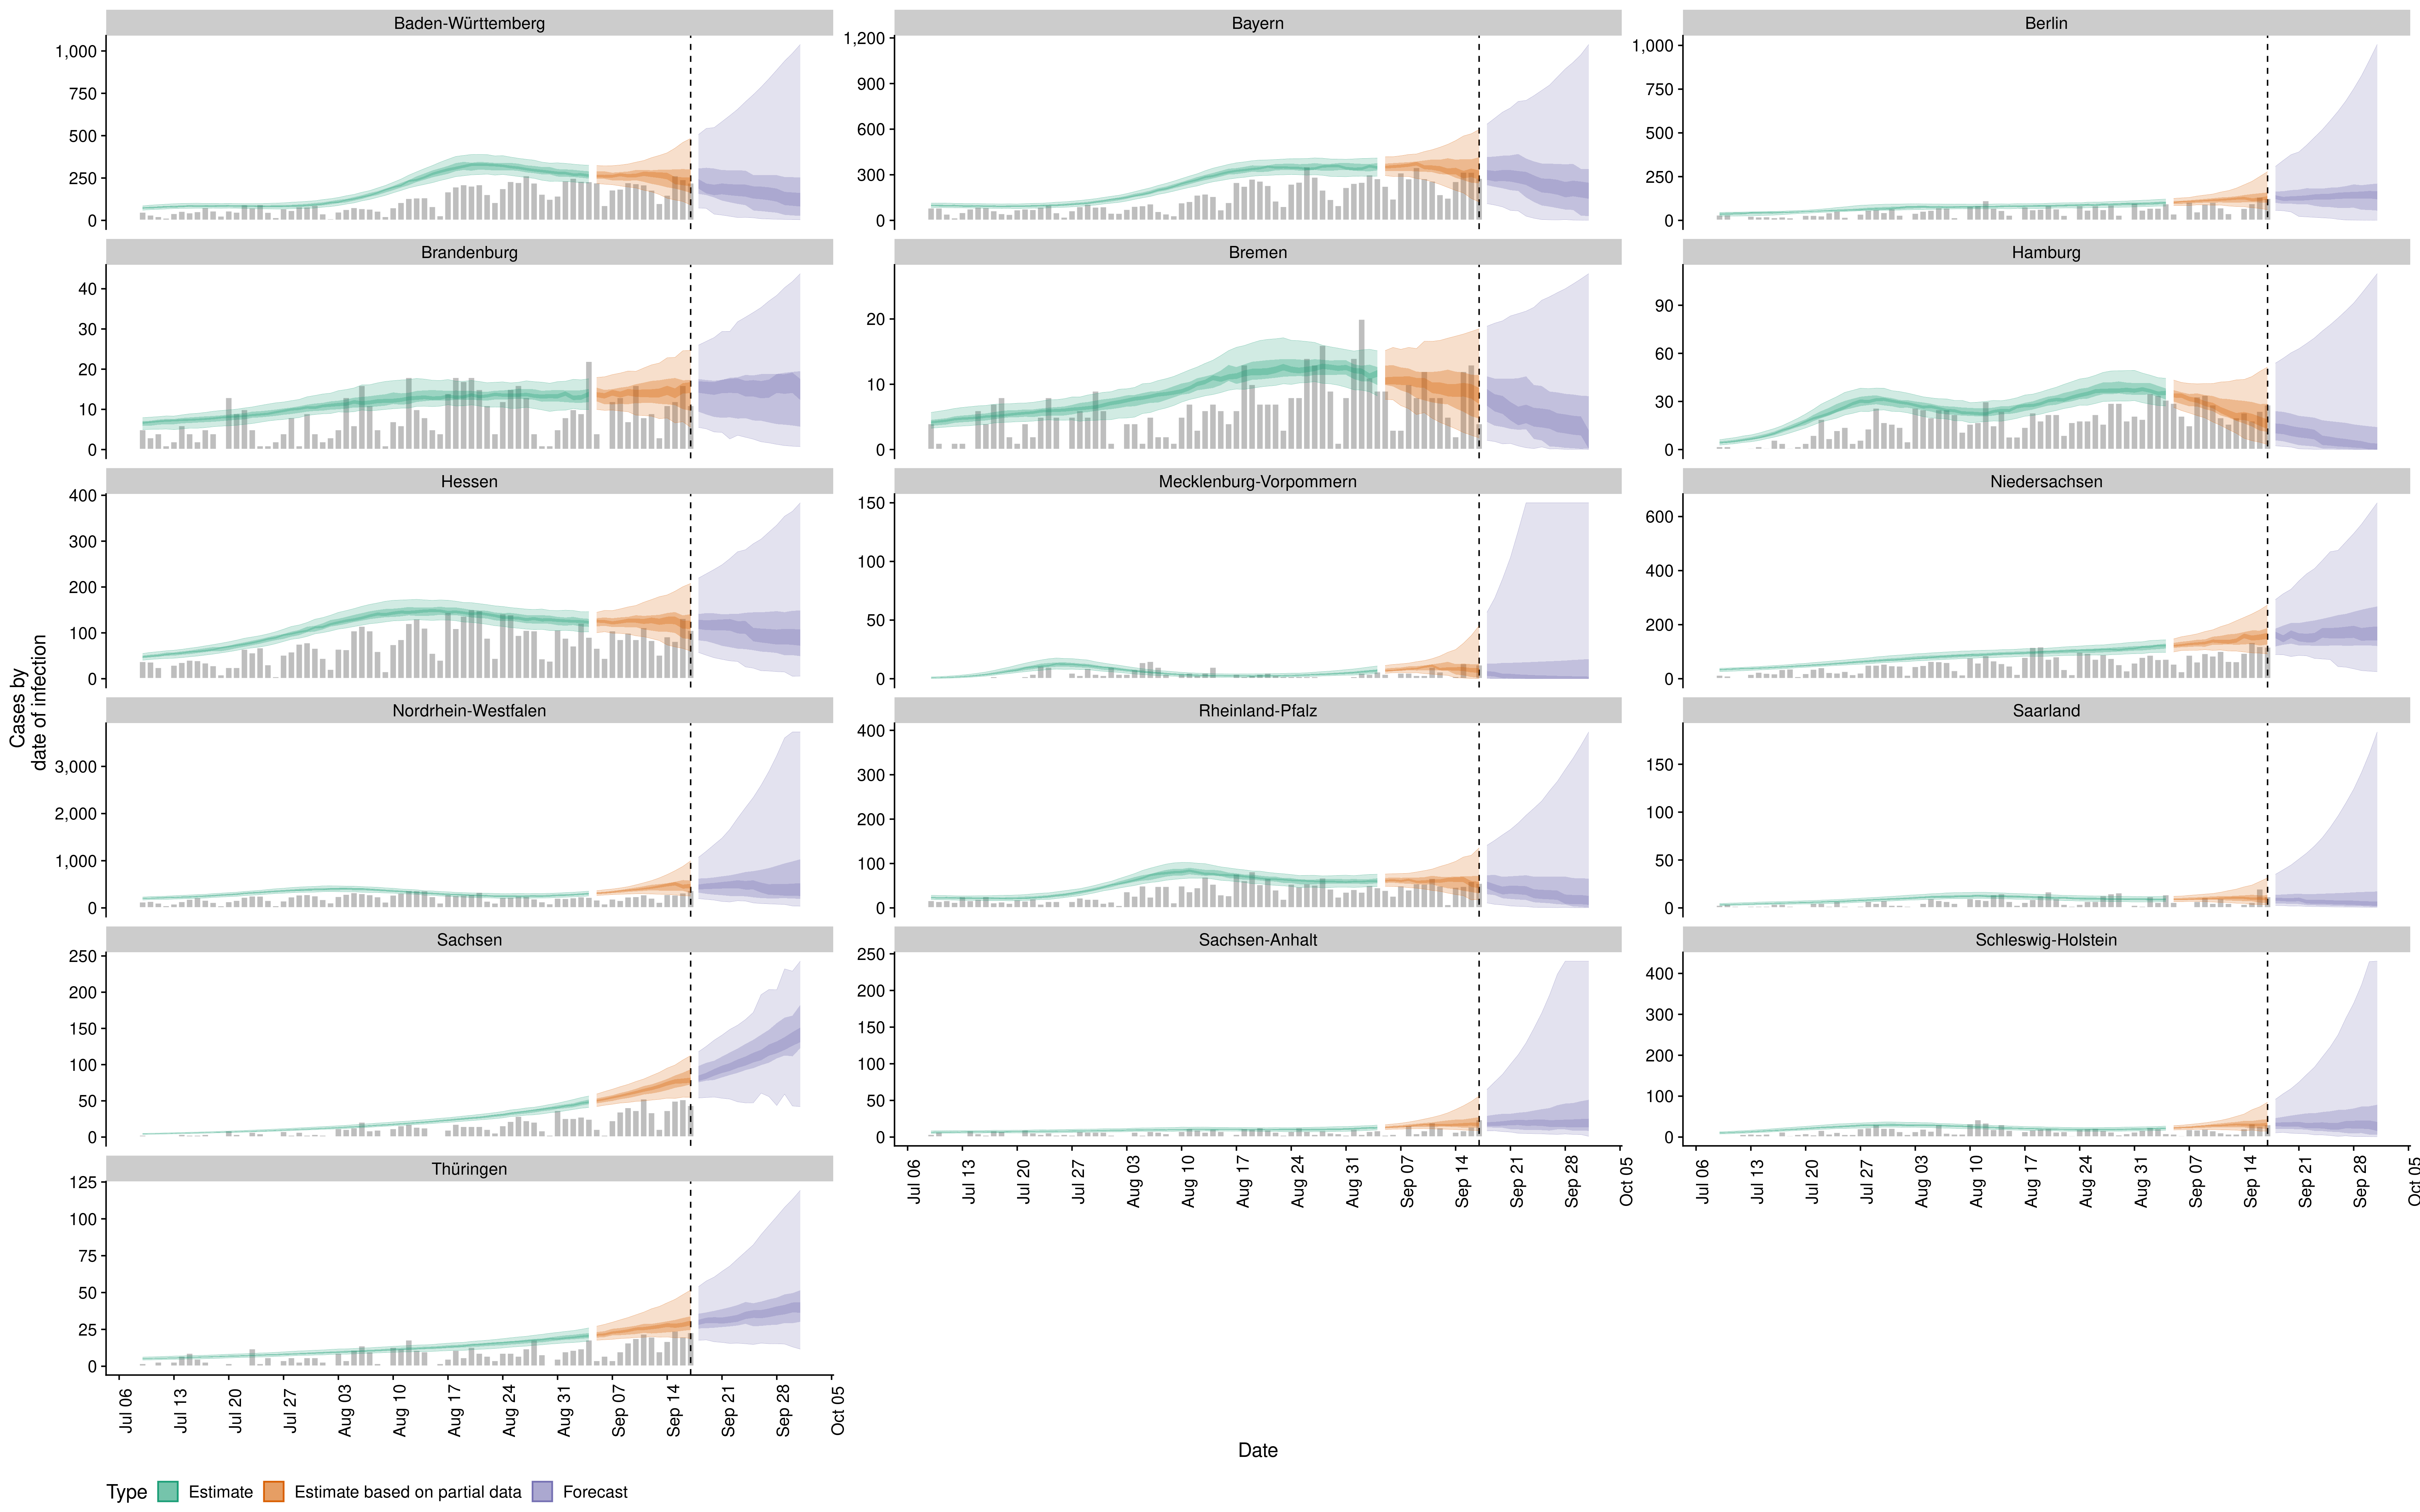 Baden-Württemberg
Bayern
Berlin
1,000
750
500
250
0
1,200
900
600
300
0
1,000
750
500
250
0
Brandenburg
Bremen
Hamburg
40
30
20
10
0
20
10
0
90
60
30
0
Hessen
Mecklenburg-Vorpommern
Niedersachsen
400
300
200
100
0
150
100
50
0
600
400
200
0
Cases by
date of infection
Nordrhein-Westfalen
Rheinland-Pfalz
Saarland
3,000
2,000
1,000
0
400
300
200
100
0
150
100
50
0
Sachsen
Sachsen-Anhalt
Schleswig-Holstein
250
200
150
100
50
0
250
200
150
100
50
0
400
300
200
100
0
Jul 06
Jul 13
Jul 20
Jul 27
Aug 03
Aug 10
Aug 17
Aug 24
Aug 31
Sep 07
Sep 14
Sep 21
Sep 28
Oct 05
Jul 06
Jul 13
Jul 20
Jul 27
Aug 03
Aug 10
Aug 17
Aug 24
Aug 31
Sep 07
Sep 14
Sep 21
Sep 28
Oct 05
Thüringen
125
100
75
50
25
0
Jul 06
Jul 13
Jul 20
Jul 27
Aug 03
Aug 10
Aug 17
Aug 24
Aug 31
Sep 07
Sep 14
Sep 21
Sep 28
Oct 05
Date
Type Estimate Estimate based on partial data Forecast